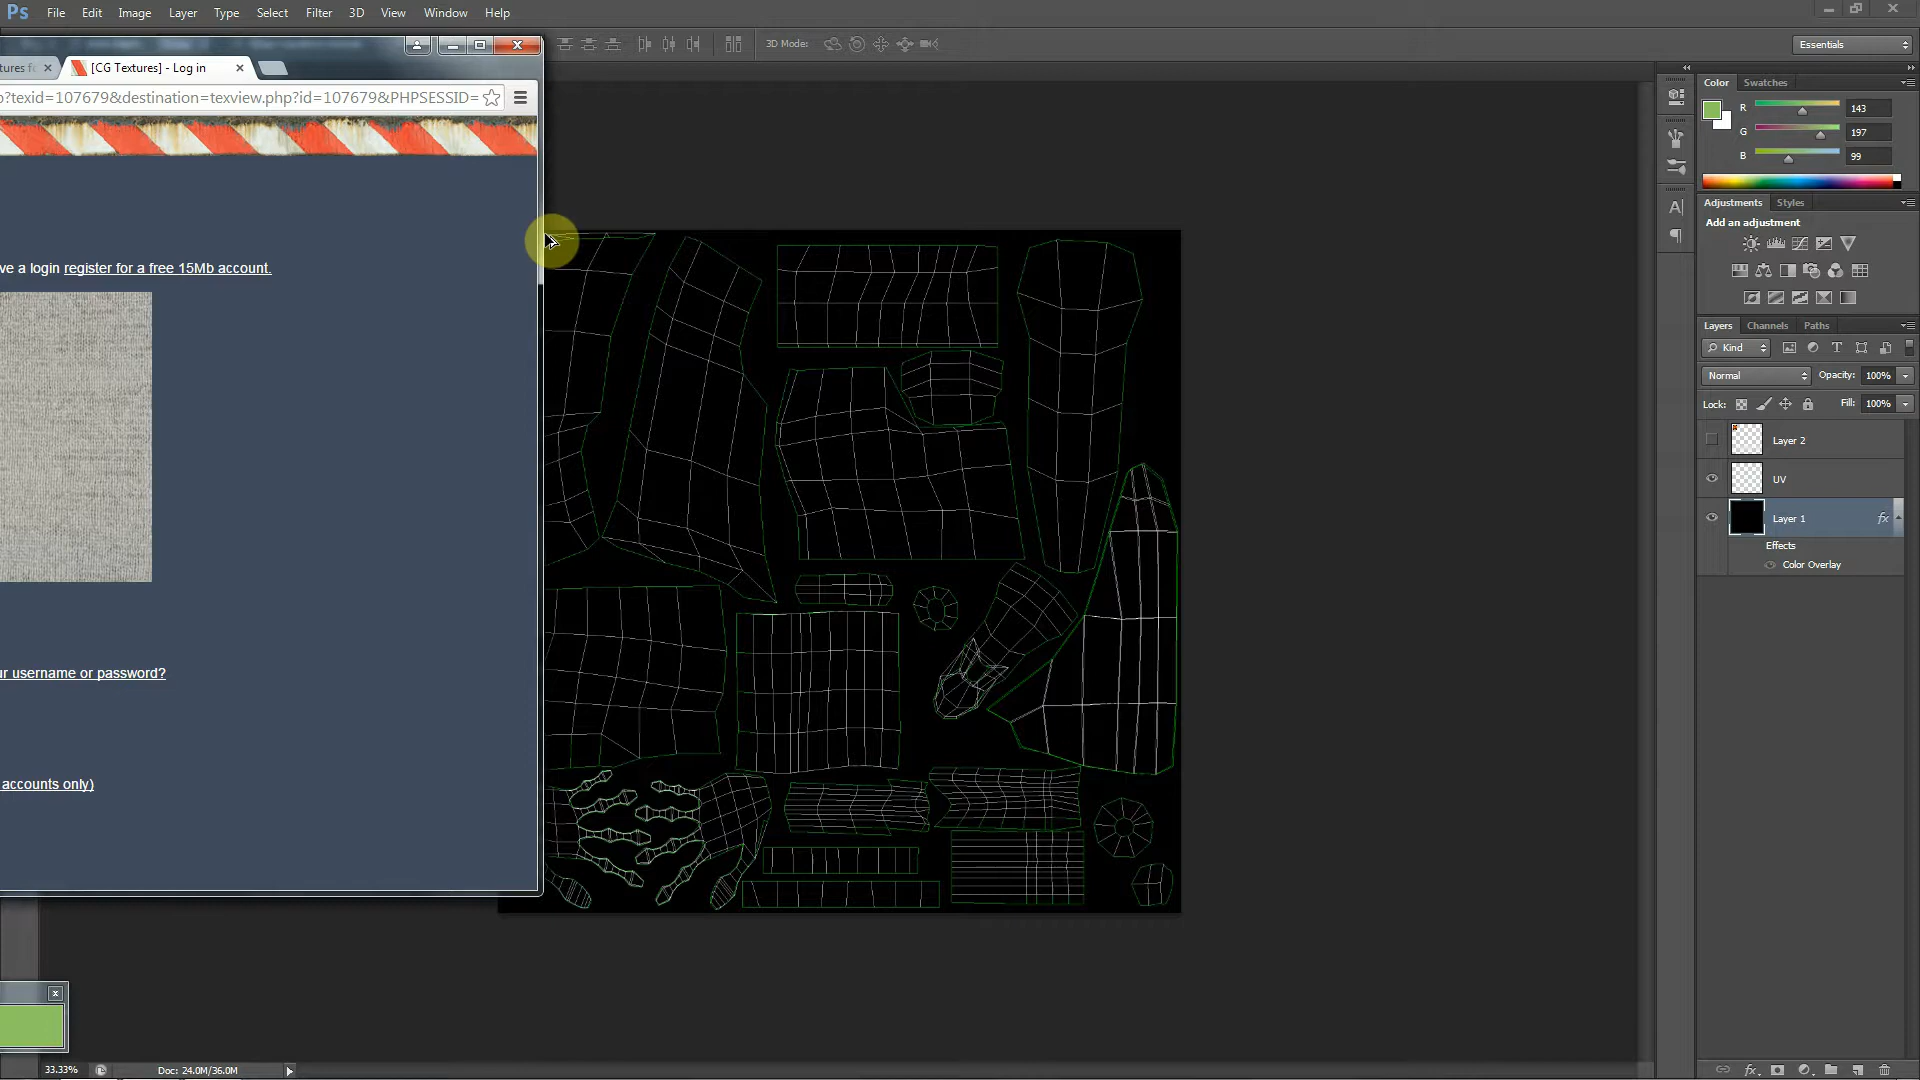 Ps File Edit Image Layer Type Select Filter 3D View Window Help
3D Mode:
Essentials
[CG Textures] - Log in
?texid=107679&destination=texview.php?id=107679&PHPSESSID=
ve a login register for a free 15Mb account.
ur username or password?
accounts only)
Color Swatches
R 143
G 197
B 99
Adjustments Styles
Add an adjustment
Layers Channels Paths
Kind
Normal Opacity: 100%
Lock: Fill: 100%
Layer 2
UV
Layer 1 fx
Effects
Color Overlay
33.33% Doc: 24.0M/36.0M